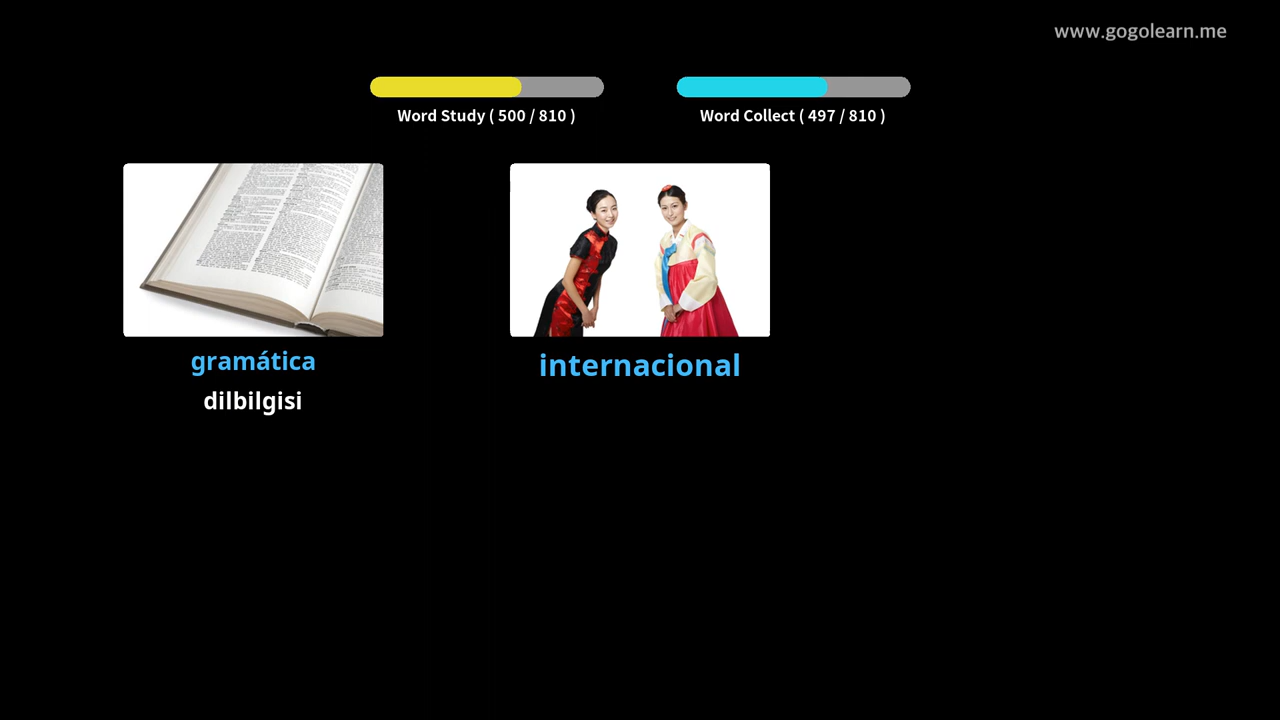 www.gogolearn.me
Word Study ( 500 / 810 )
Word Collect ( 497 / 810 )
gramática
dilbilgisi
internacional